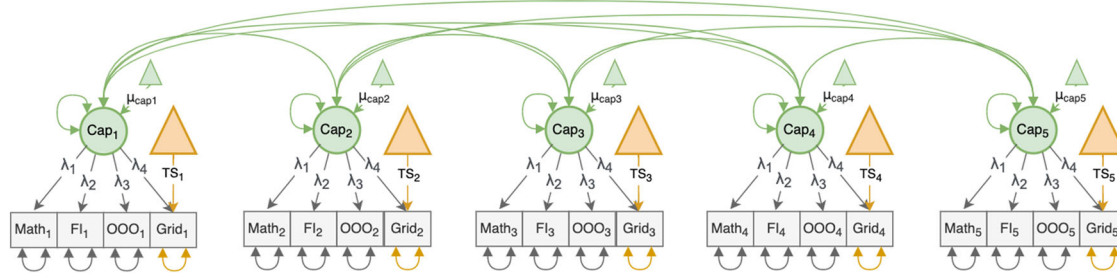 μcap1 μcap2 μcap3 μcap4 μcap5
Cap₁ Cap₂ Cap₃ Cap₄ Cap₅
λ₁ λ₂ λ₃ λ₄ TS₁ λ₁ λ₂ λ₃ λ₄ TS₂ λ₁ λ₂ λ₃ λ₄ TS₃ λ₁ λ₂ λ₃ λ₄ TS₄ λ₁ λ₂ λ₃ λ₄ TS₅
Math₁ FI₁ OOO₁ Grid₁ Math₂ FI₂ OOO₂ Grid₂ Math₃ FI₃ OOO₃ Grid₃ Math₄ FI₄ OOO₄ Grid₄ Math₅ FI₅ OOO₅ Grid₅